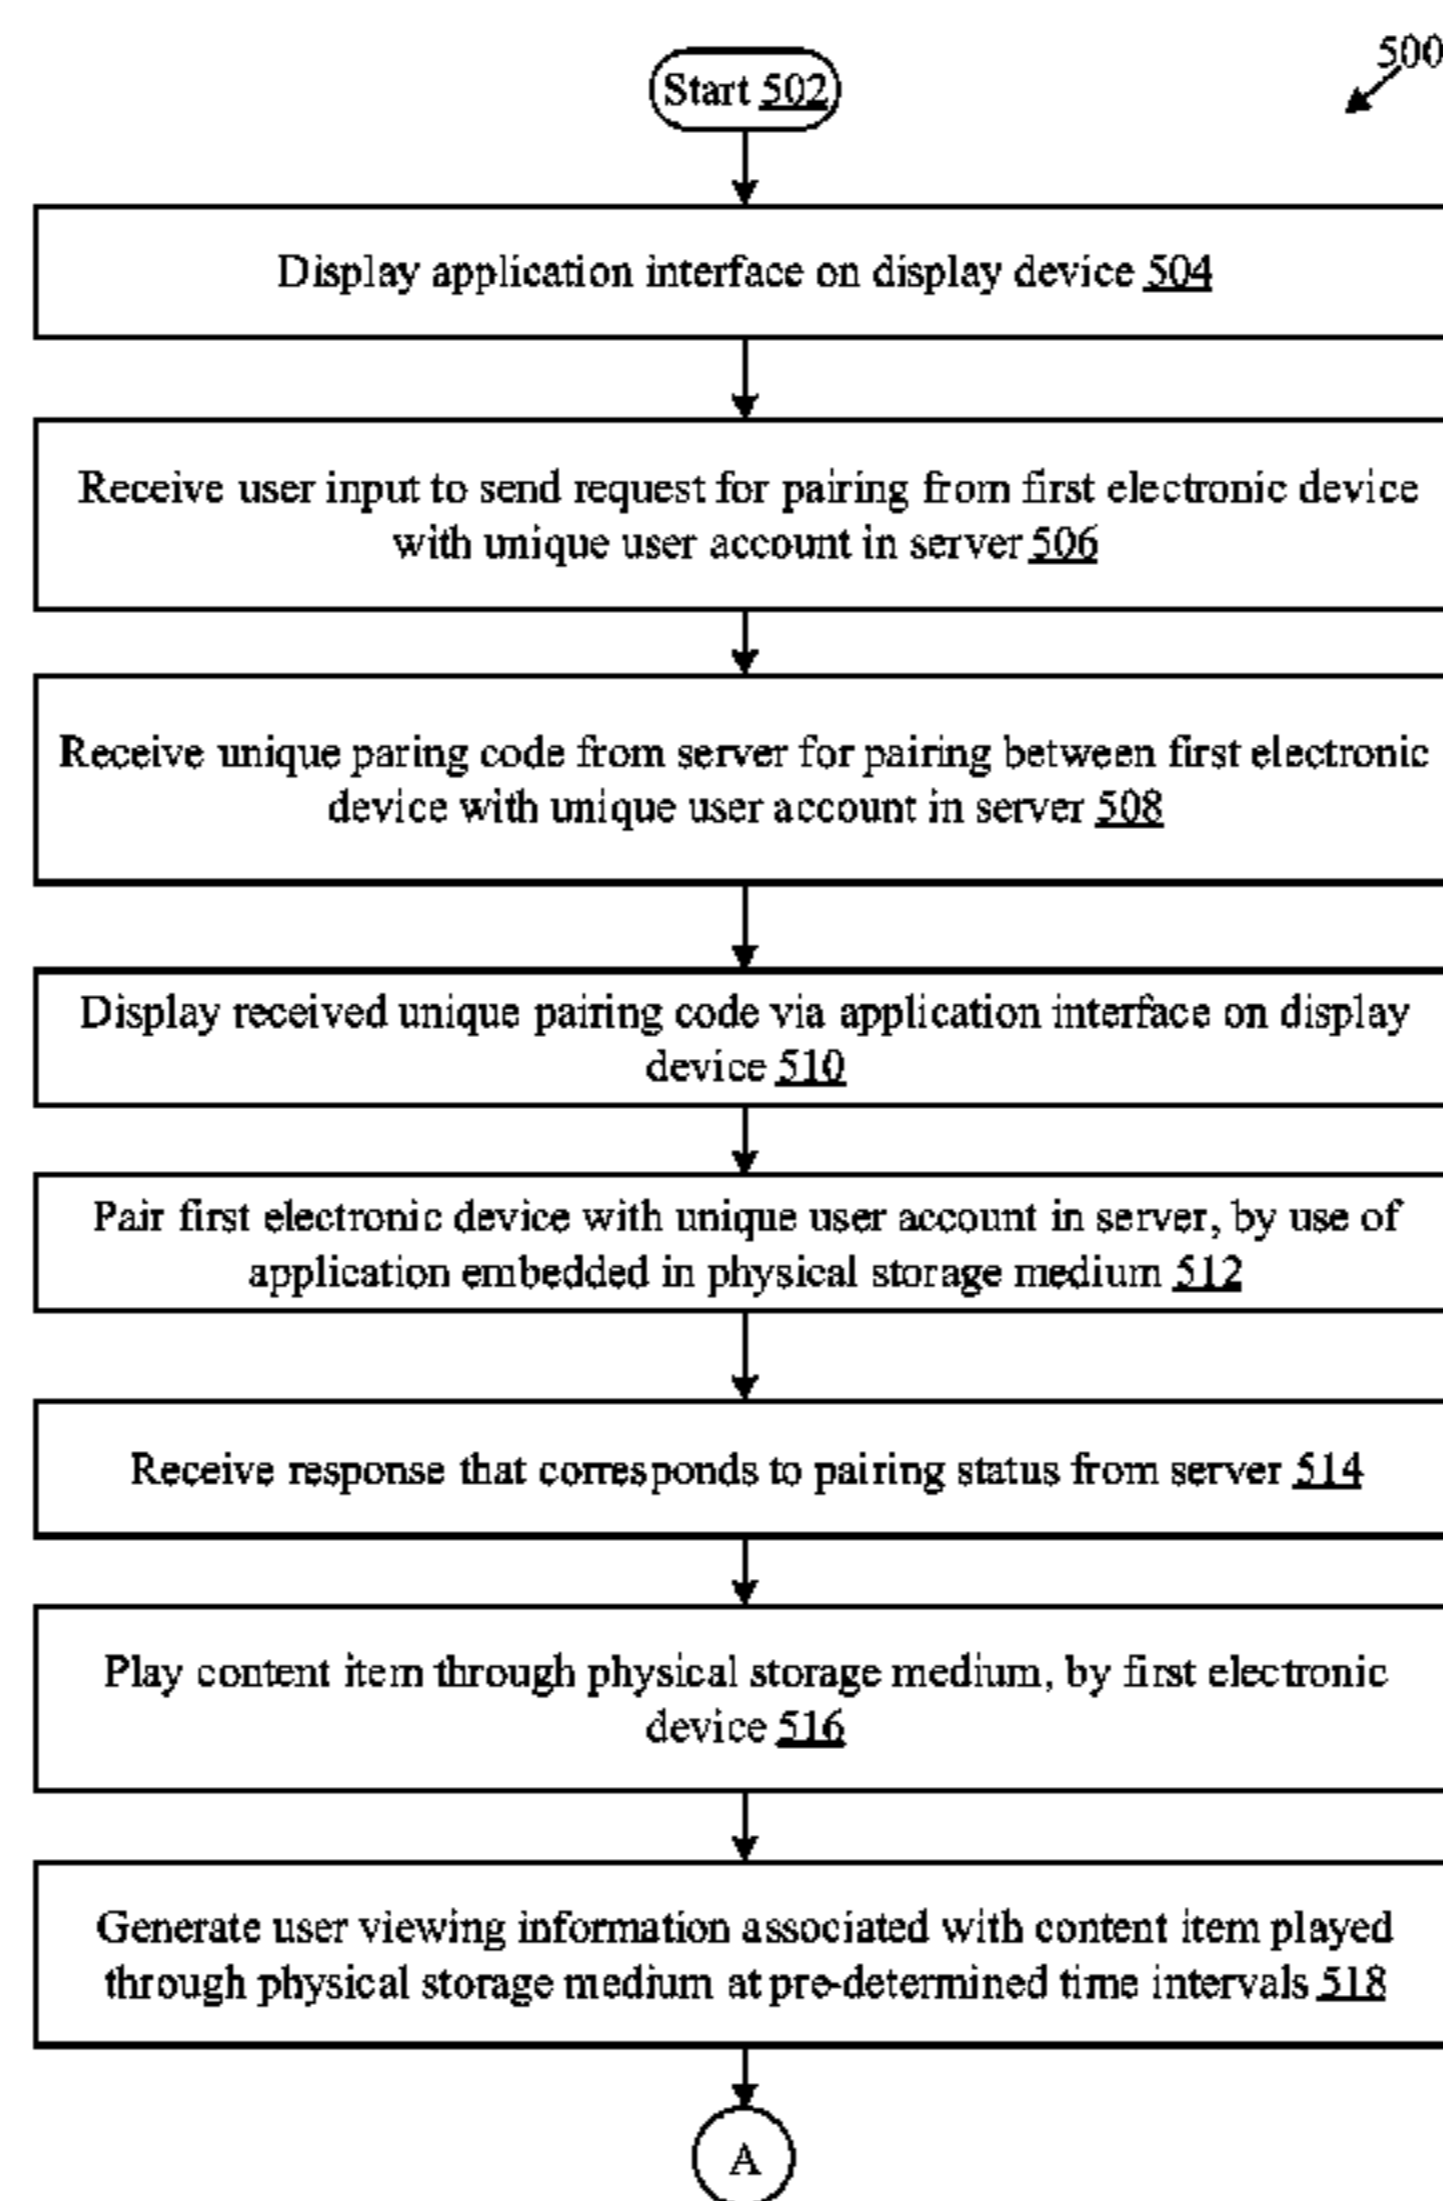 500
Start 502
Display application interface on display device 504
Receive user input to send request for pairing from first electronic device
with unique user account in server 506
Receive unique paring code from server for pairing between first electronic
device with unique user account in server 508
Display received unique pairing code via application interface on display
device 510
Pair first electronic device with unique user account in server, by use of
application embedded in physical storage medium 512
Receive response that corresponds to pairing status from server 514
Play content item through physical storage medium, by first electronic
device 516
Generate user viewing information associated with content item played
through physical storage medium at pre-determined time intervals 518
A